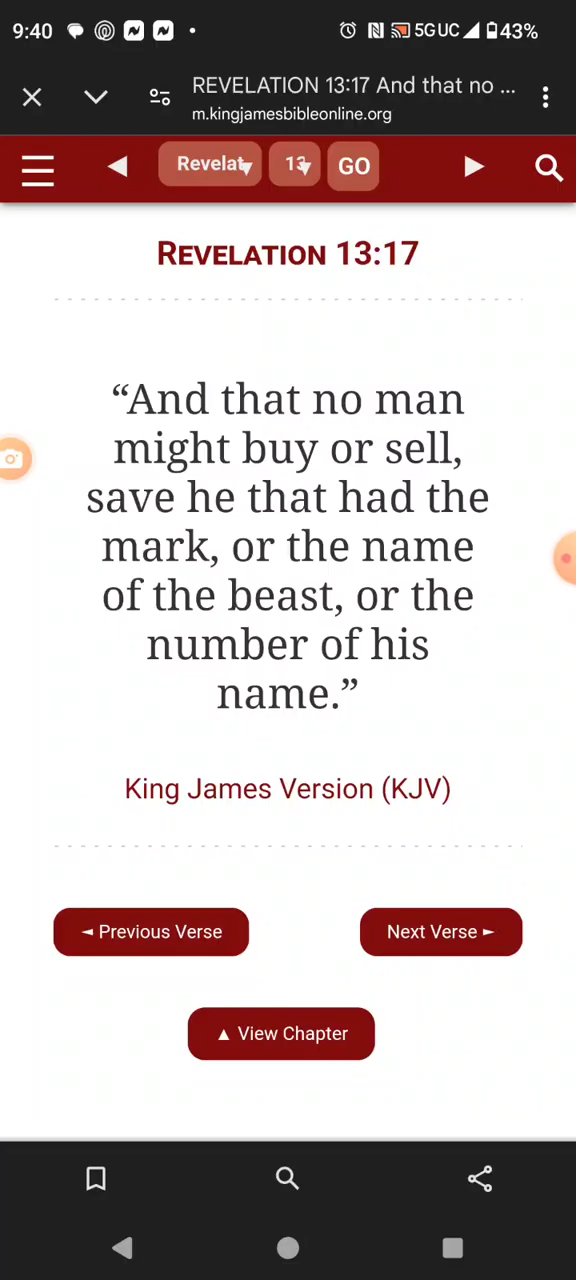 9:40 5GUC 43%
REVELATION 13:17 And that no ...
m.kingjamesbibleonline.org
Revelat 13 GO
REVELATION 13:17
“And that no man
might buy or sell,
save he that had the
mark, or the name
of the beast, or the
number of his
name.”
King James Version (KJV)
◄ Previous Verse Next Verse ►
▲ View Chapter